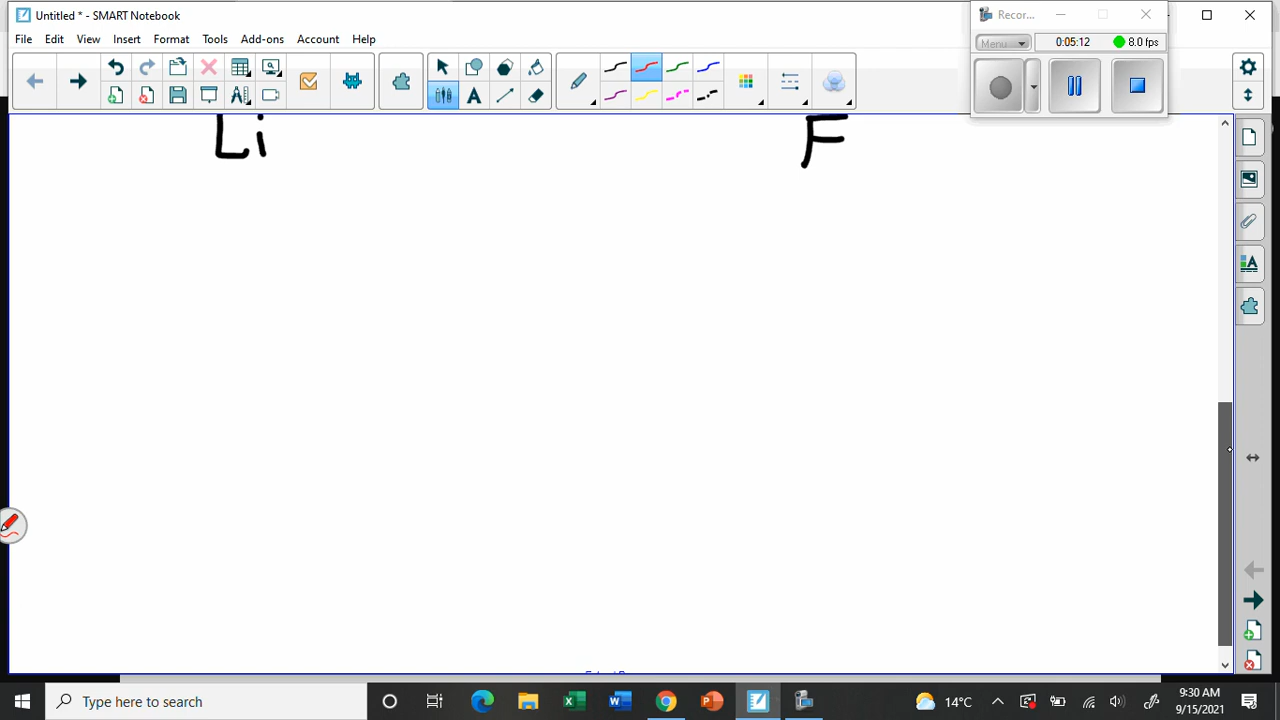 Untitled * - SMART Notebook
Recor...
File Edit View Insert Format Tools Add-ons Account Help
Menu 0:05:12 8.0 fps
A
A
Li F
Type here to search
14°C
9:30 AM
9/15/2021